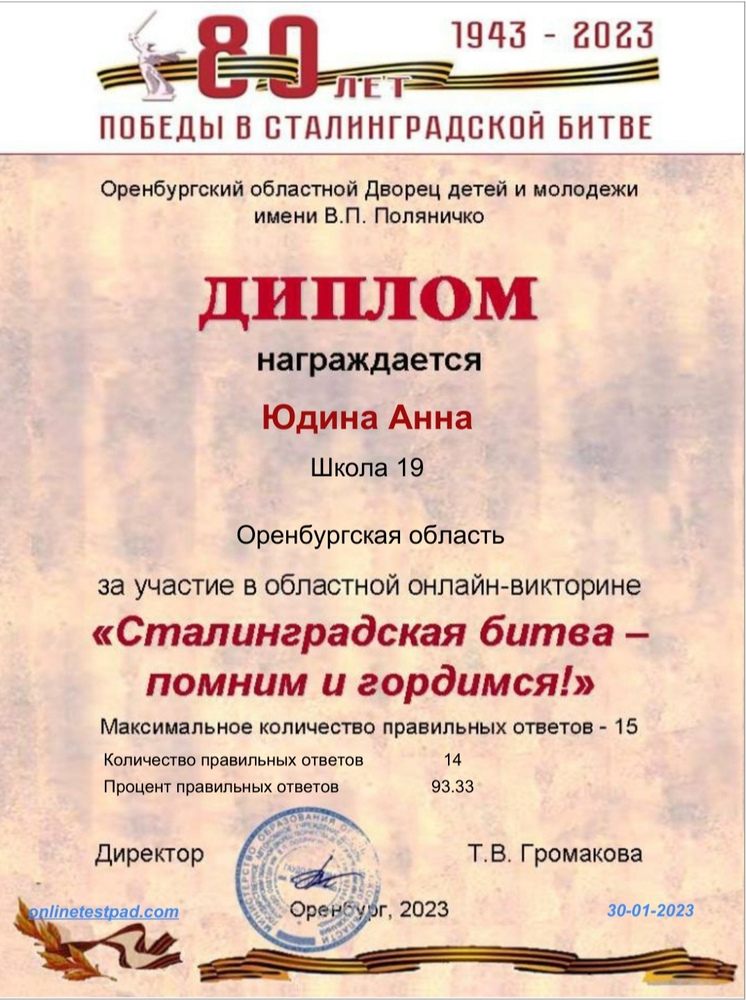 1943 - 2023
80 ЛЕТ
ПОБЕДЫ В СТАЛИНГРАДСКОЙ БИТВЕ
Оренбургский областной Дворец детей и молодежи
имени В.П. Поляничко
ДИПЛОМ
награждается
Юдина Анна
Школа 19
Оренбургская область
за участие в областной онлайн-викторине
«Сталинградская битва –
помним и гордимся!»
Максимальное количество правильных ответов - 15
Количество правильных ответов 14
Процент правильных ответов 93.33
Директор Т.В. Громакова
onlinetestpad.com Оренбург, 2023 30-01-2023